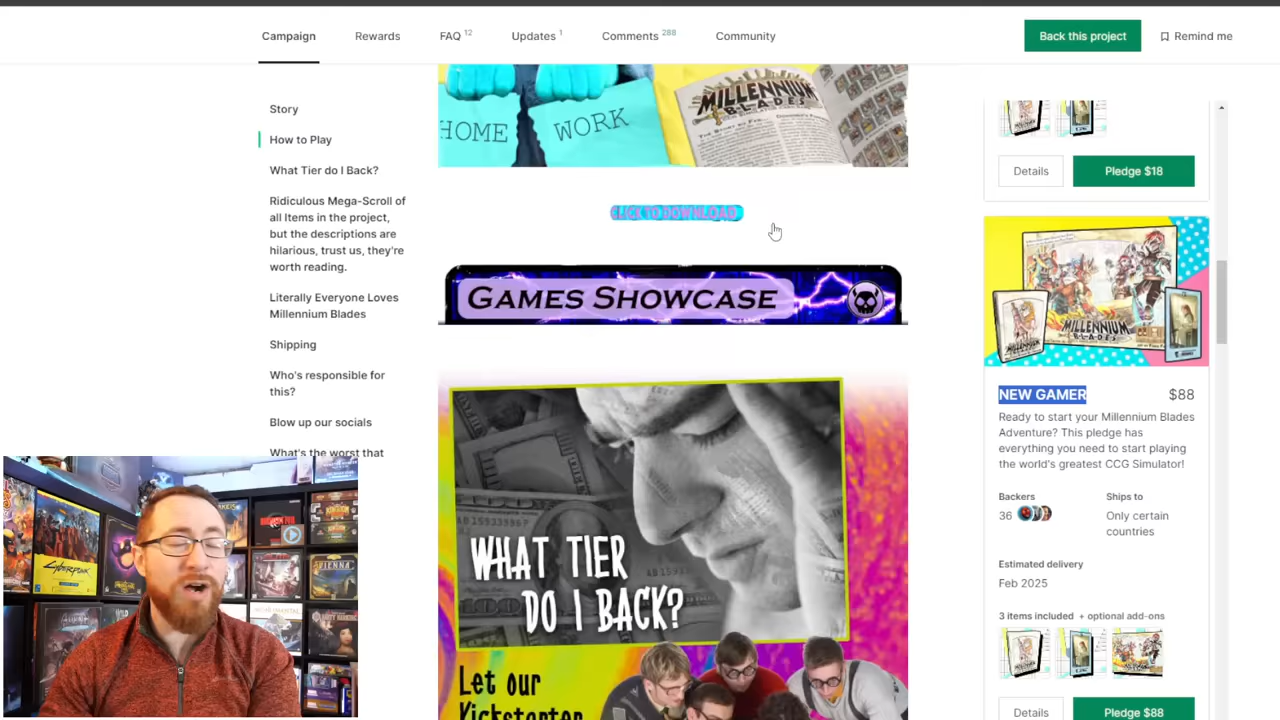 Campaign
Rewards
FAQ 12
Updates 1
Comments 288
Community
Back this project
Remind me
Story
How to Play
What Tier do I Back?
Ridiculous Mega-Scroll of
all Items in the project,
but the descriptions are
hilarious, trust us, they're
worth reading.
Literally Everyone Loves
Millennium Blades
Shipping
Who's responsible for
this?
Blow up our socials
What's the worst that
HOME
WORK
MILLENNIUM
BLADES
CLICK TO DOWNLOAD
GAMES SHOWCASE
WHAT TIER
DO I BACK?
Let our
Kickstarter
Details
Pledge $18
MILLENNIUM
BLADES
NEW GAMER
$88
Ready to start your Millennium Blades
Adventure? This pledge has
everything you need to start playing
the world's greatest CCG Simulator!
Backers
36
Ships to
Only certain
countries
Estimated delivery
Feb 2025
3 items included + optional add-ons
Details
Pledge $88
CYBERPUNK
VIENNA